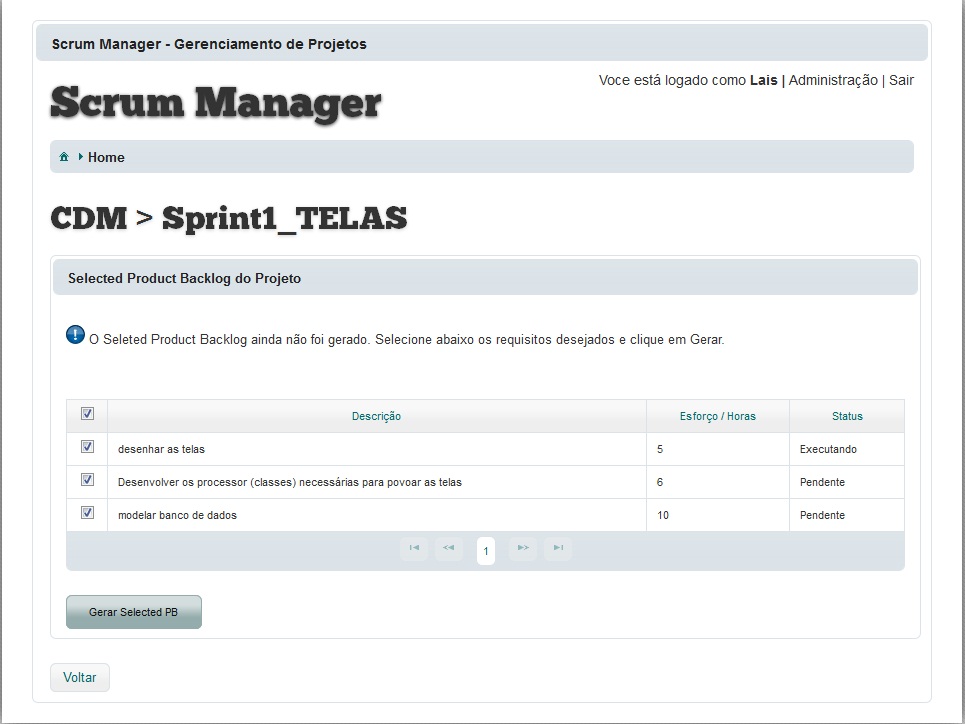 Scrum Manager - Gerenciamento de Projetos
Voce está logado como Lais | Administração | Sair
Scrum Manager
Home
CDM > Sprint1_TELAS
Selected Product Backlog do Projeto
O Seleted Product Backlog ainda não foi gerado. Selecione abaixo os requisitos desejados e clique em Gerar.
Descrição Esforço / Horas Status
desenhar as telas 5 Executando
Desenvolver os processor (classes) necessárias para povoar as telas 6 Pendente
modelar banco de dados 10 Pendente
1
Gerar Selected PB
Voltar